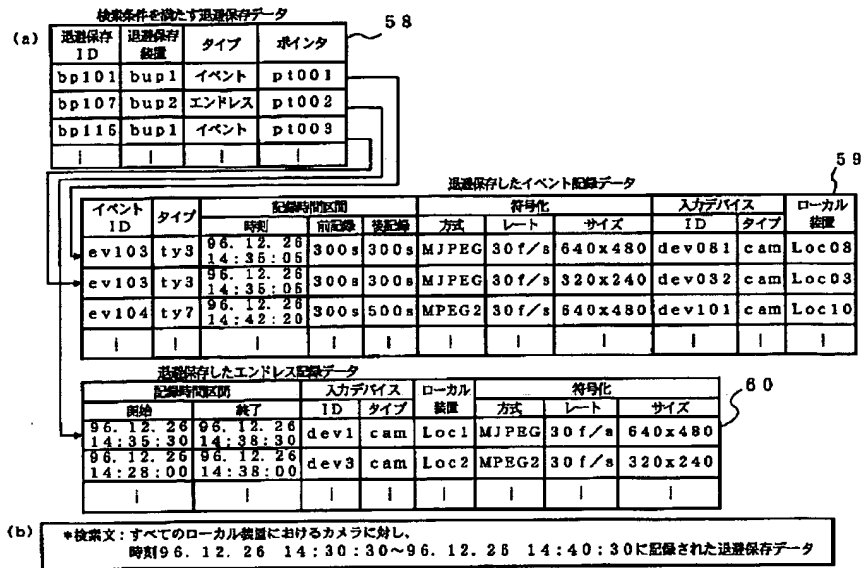 検索条件を満たす退避保存データ
58
(a)
退避保存ID 退避保存装置 タイプ ポインタ
bp101 bup1 イベント pt001
bp107 bup2 エンドレス pt002
bp115 bup1 イベント pt003
59
退避保存したイベント記録データ
イベントID タイプ 記録時間区間 符号化 入力デバイス ローカル装置
時刻 前記録 後記録 方式 レート サイズ ID タイプ
ev103 ty3 96. 12. 26 14:35:05 300s 300s MJPEG 30f/s 640x480 dev081 cam Loc08
ev103 ty3 96. 12. 26 14:35:05 300s 300s MJPEG 30f/s 320x240 dev032 cam Loc03
ev104 ty7 96. 12. 26 14:42:20 300s 500s MPEG2 30f/s 640x480 dev101 cam Loc10
退避保存したエンドレス記録データ
60
記録時間区間 入力デバイス ローカル装置 符号化
開始 終了 ID タイプ 方式 レート サイズ
96. 12. 26 14:35:30 96. 12. 26 14:38:30 dev1 cam Loc1 MJPEG 30f/s 640x480
96. 12. 26 14:28:00 96. 12. 26 14:38:00 dev3 cam Loc2 MPEG2 30f/s 320x240
(b)
*検索文:すべてのローカル装置におけるカメラに対し、
時刻96. 12. 26 14:30:30~96. 12. 26 14:40:30に記録された退避保存データ